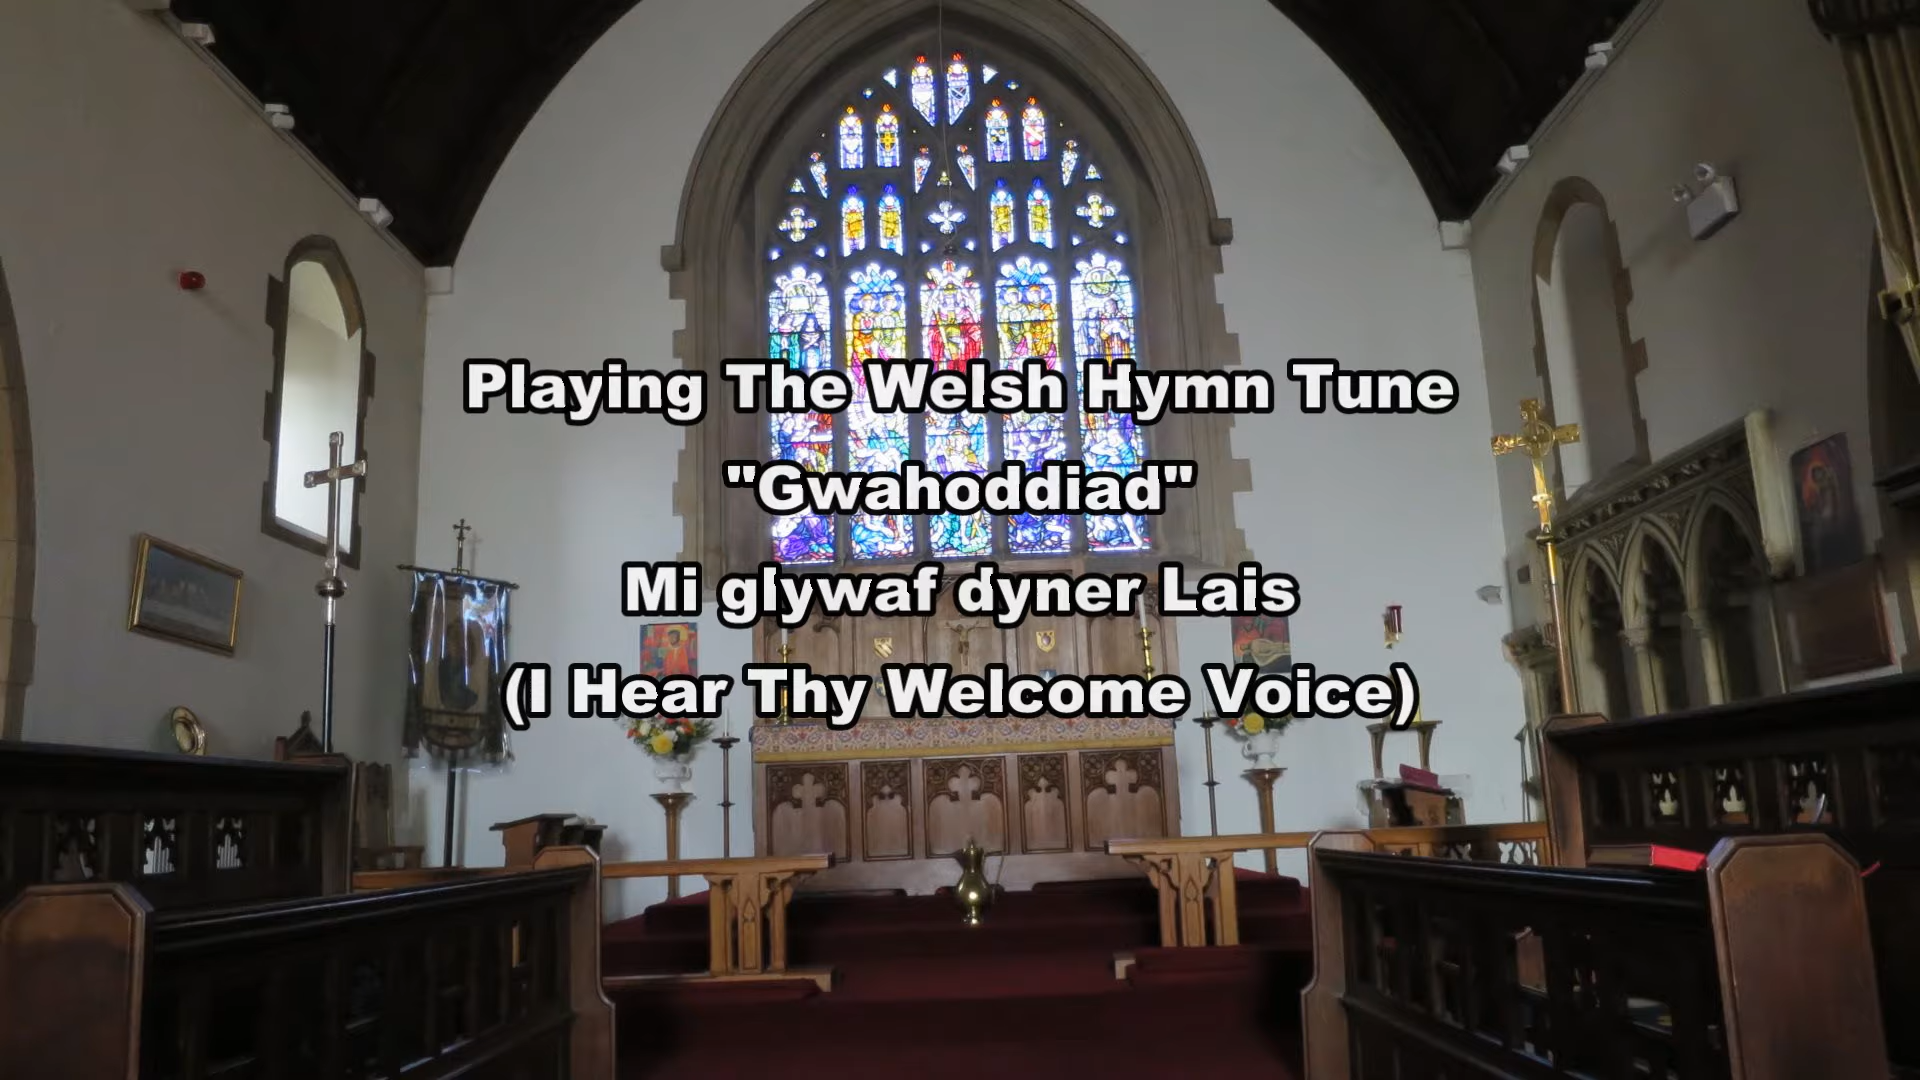 Playing The Welsh Hymn Tune
"Gwahoddiad"
Mi glywaf dyner Lais
(I Hear Thy Welcome Voice)